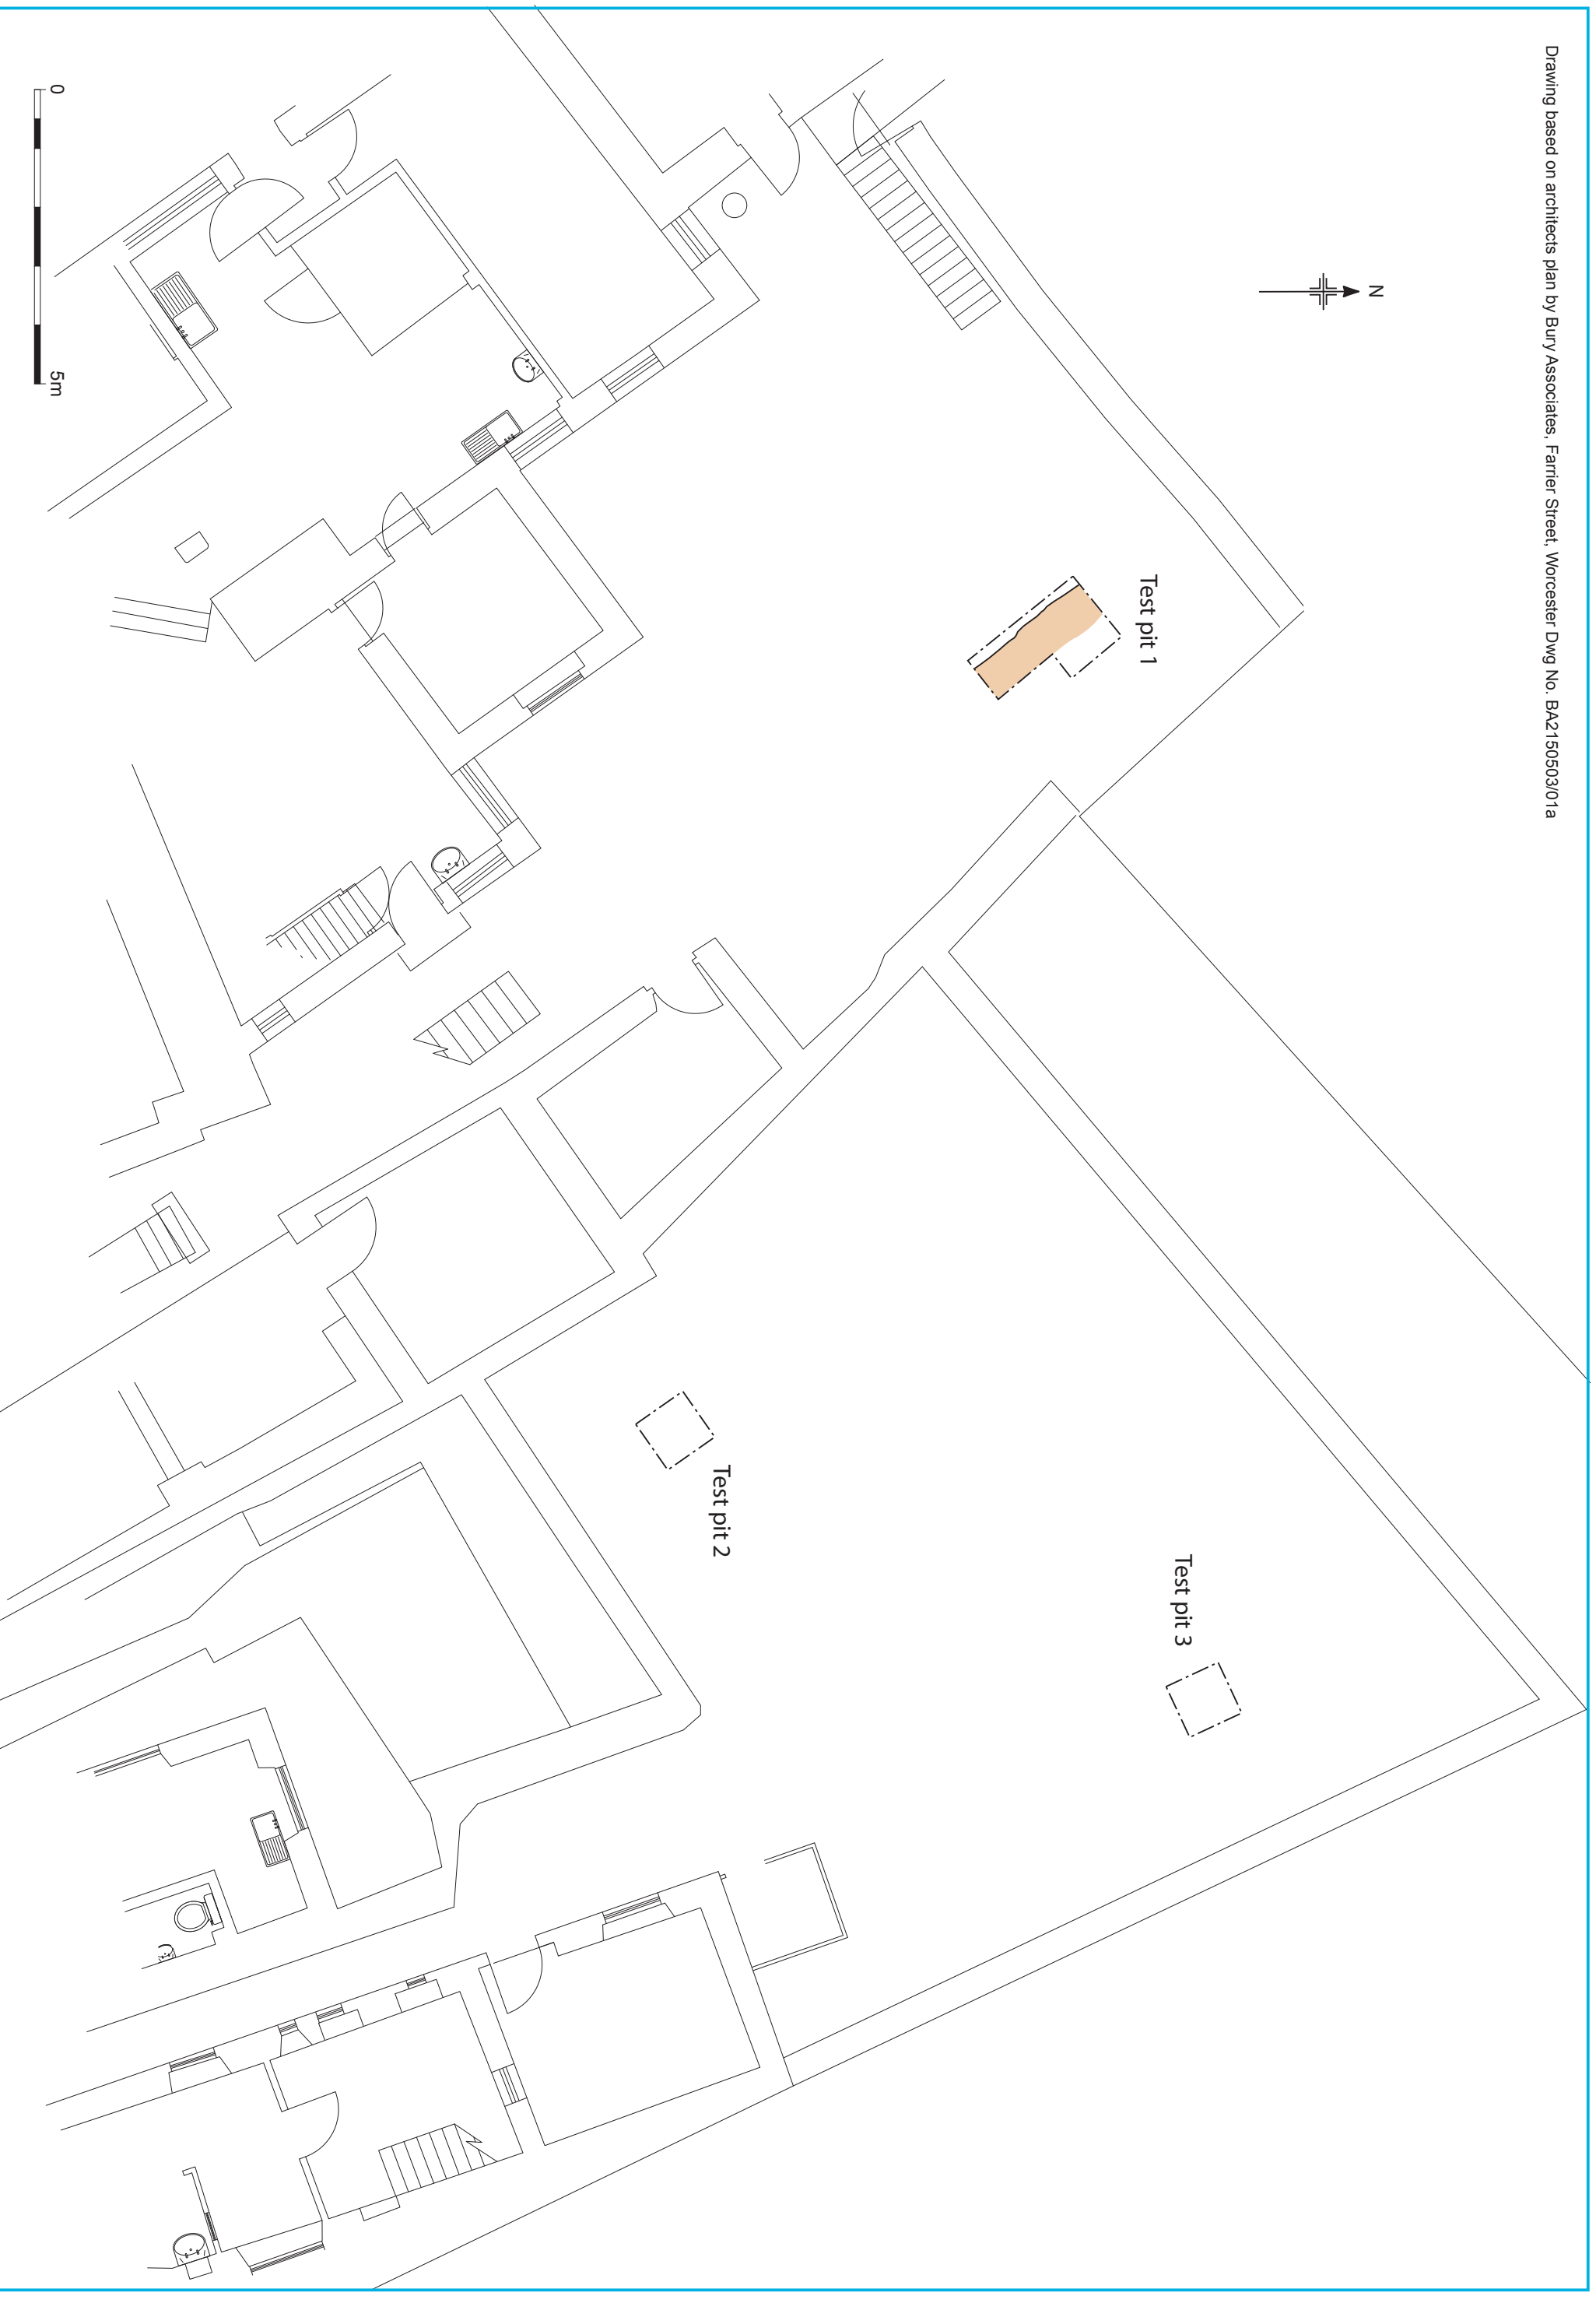 Drawing based on architects plan by Bury Associates, Farrier Street, Worcester Dwg No. BA2150503/01a
N
Test pit 1
Test pit 3
Test pit 2
0
5m